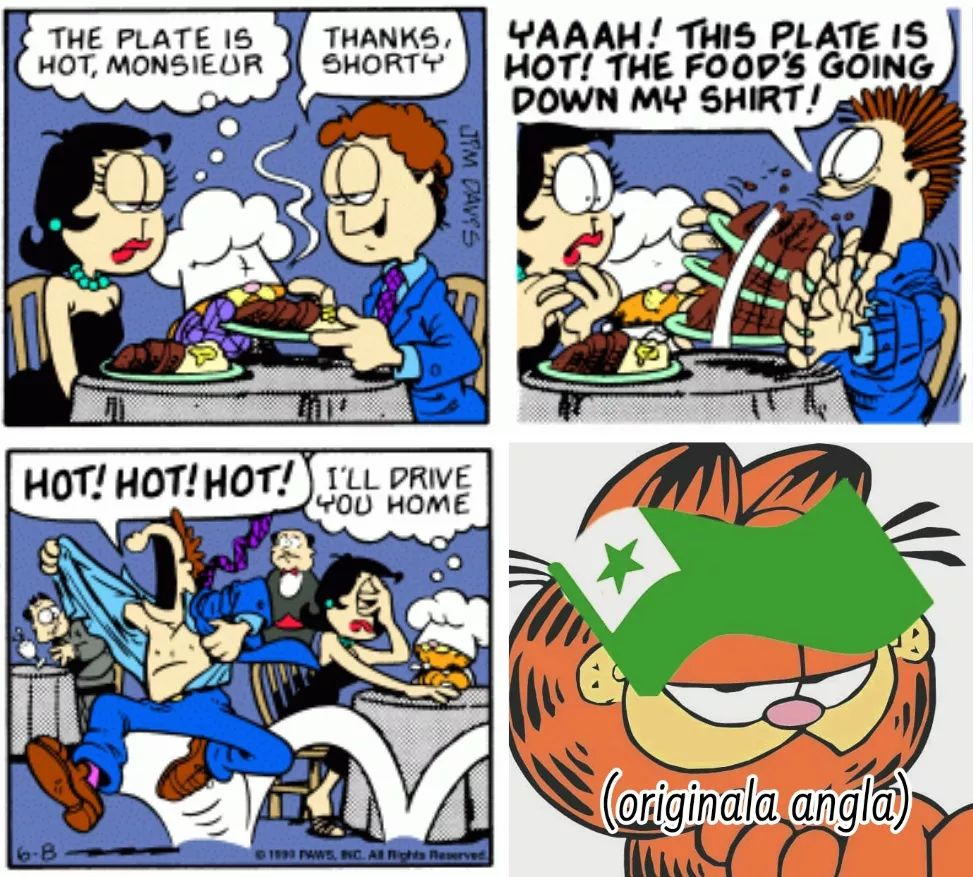 THE PLATE IS
HOT, MONSIEUR
THANKS,
SHORTY
JIM DAVIS
YAAAH! THIS PLATE IS
HOT! THE FOOD'S GOING
DOWN MY SHIRT!
HOT! HOT! HOT!
I'LL DRIVE
YOU HOME
6-8
© 1990 PAWS, INC. All Rights Reserved.
(originala angla)